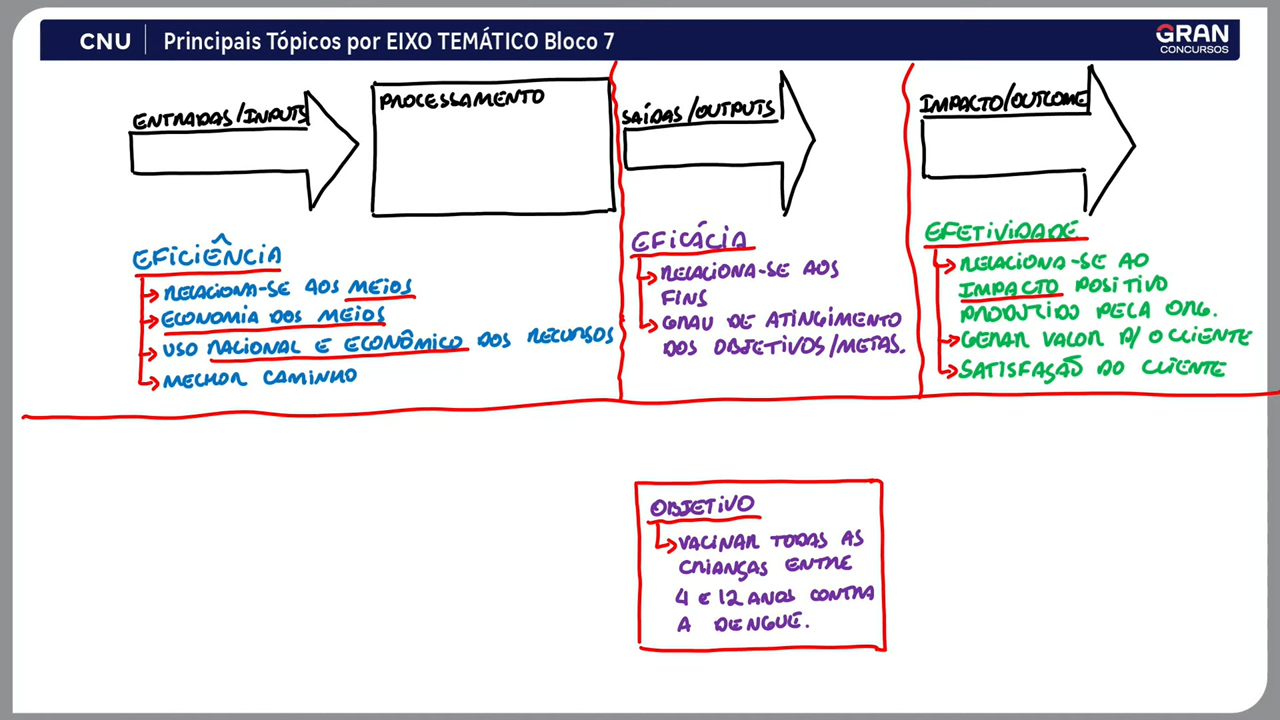 CNU
Principais Tópicos por EIXO TEMÁTICO Bloco 7
GRAN
CONCURSOS
ENTRADAS/INPUTS
PROCESSAMENTO
SAÍDAS/OUTPUTS
IMPACTO/OUTCOME
EFICIÊNCIA
RELACIONA-SE AOS MEIOS
ECONOMIA DOS MEIOS
USO RACIONAL E ECONÔMICO DOS RECURSOS
MELHOR CAMINHO
EFICÁCIA
RELACIONA-SE AOS
FINS
GRAU DE ATINGIMENTO
DOS OBJETIVOS/METAS.
EFETIVIDADE
RELACIONA-SE AO
IMPACTO POSITIVO
PRODUZIDO PELA ORG.
GERAR VALOR P/ O CLIENTE
SATISFAÇÃO DO CLIENTE
OBJETIVO
VACINAR TODAS AS
CRIANÇAS ENTRE
4 E 12 ANOS CONTRA
A DENGUE.